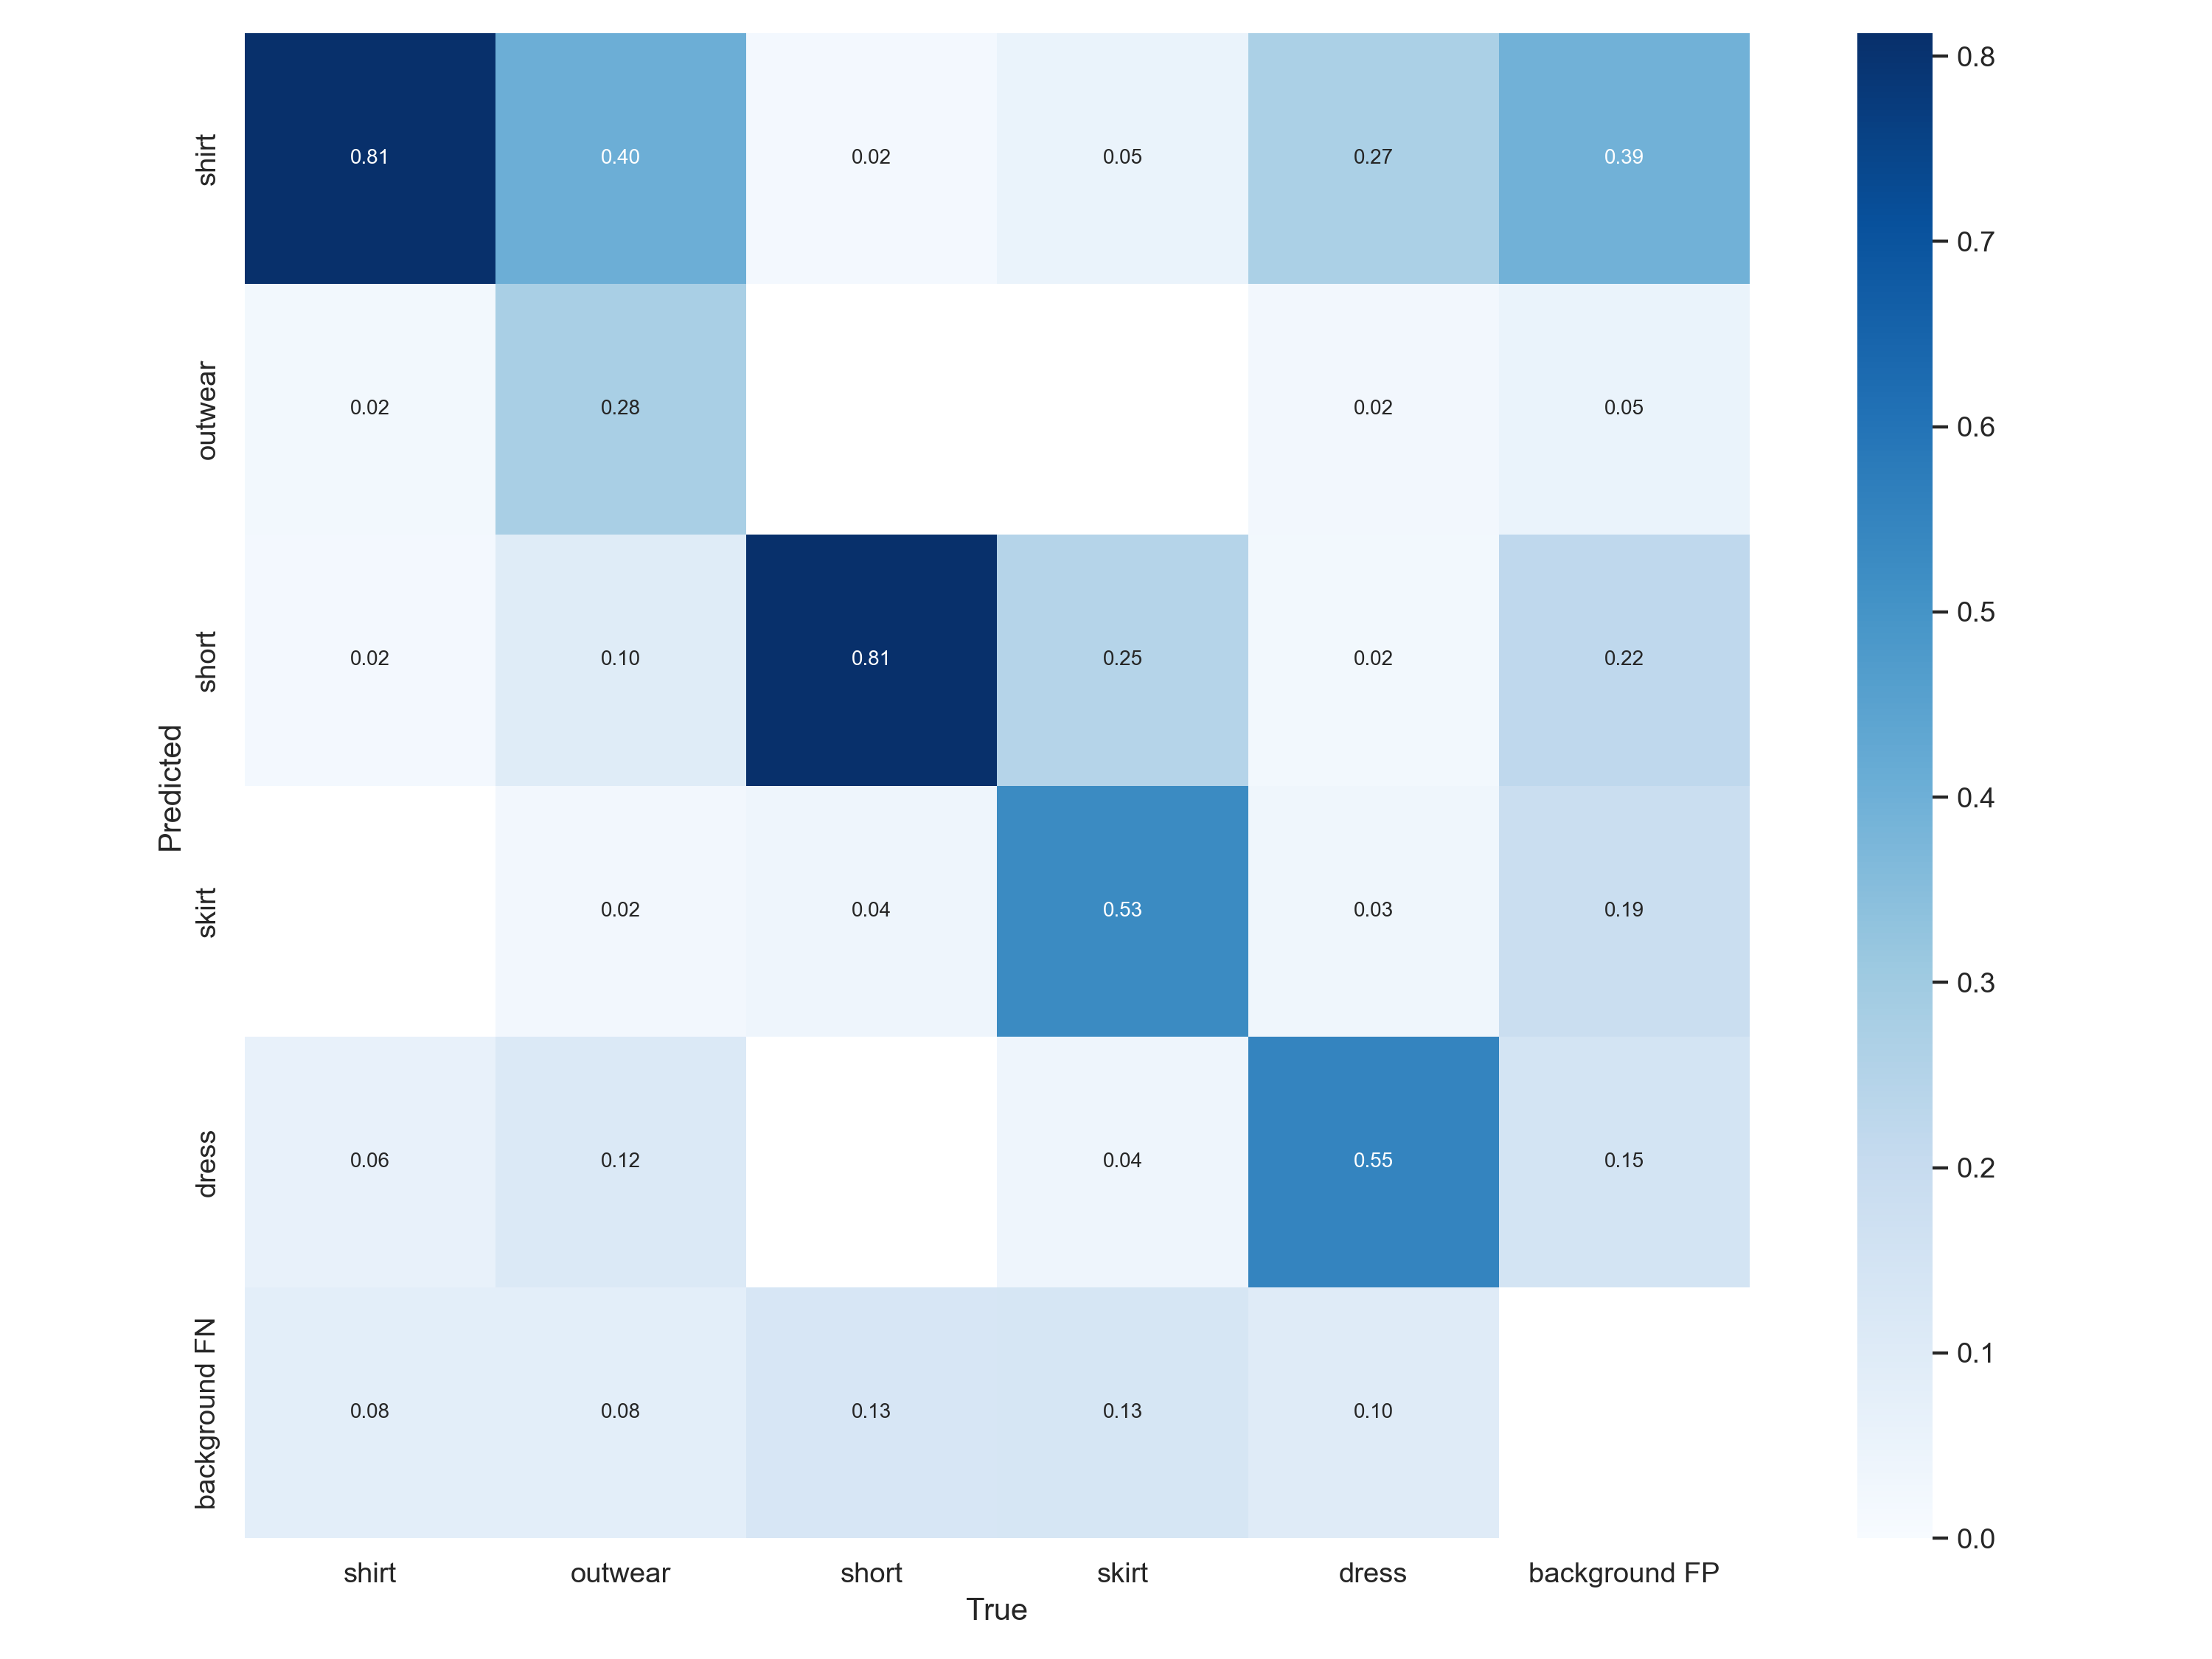 shirt 0.81 0.40 0.02 0.05 0.27 0.39
outwear 0.02 0.28 0.02 0.05
short 0.02 0.10 0.81 0.25 0.02 0.22
skirt 0.02 0.04 0.53 0.03 0.19
dress 0.06 0.12 0.04 0.55 0.15
background FN 0.08 0.08 0.13 0.13 0.10
Predicted
shirt outwear short skirt dress background FP
True
0.8
0.7
0.6
0.5
0.4
0.3
0.2
0.1
0.0